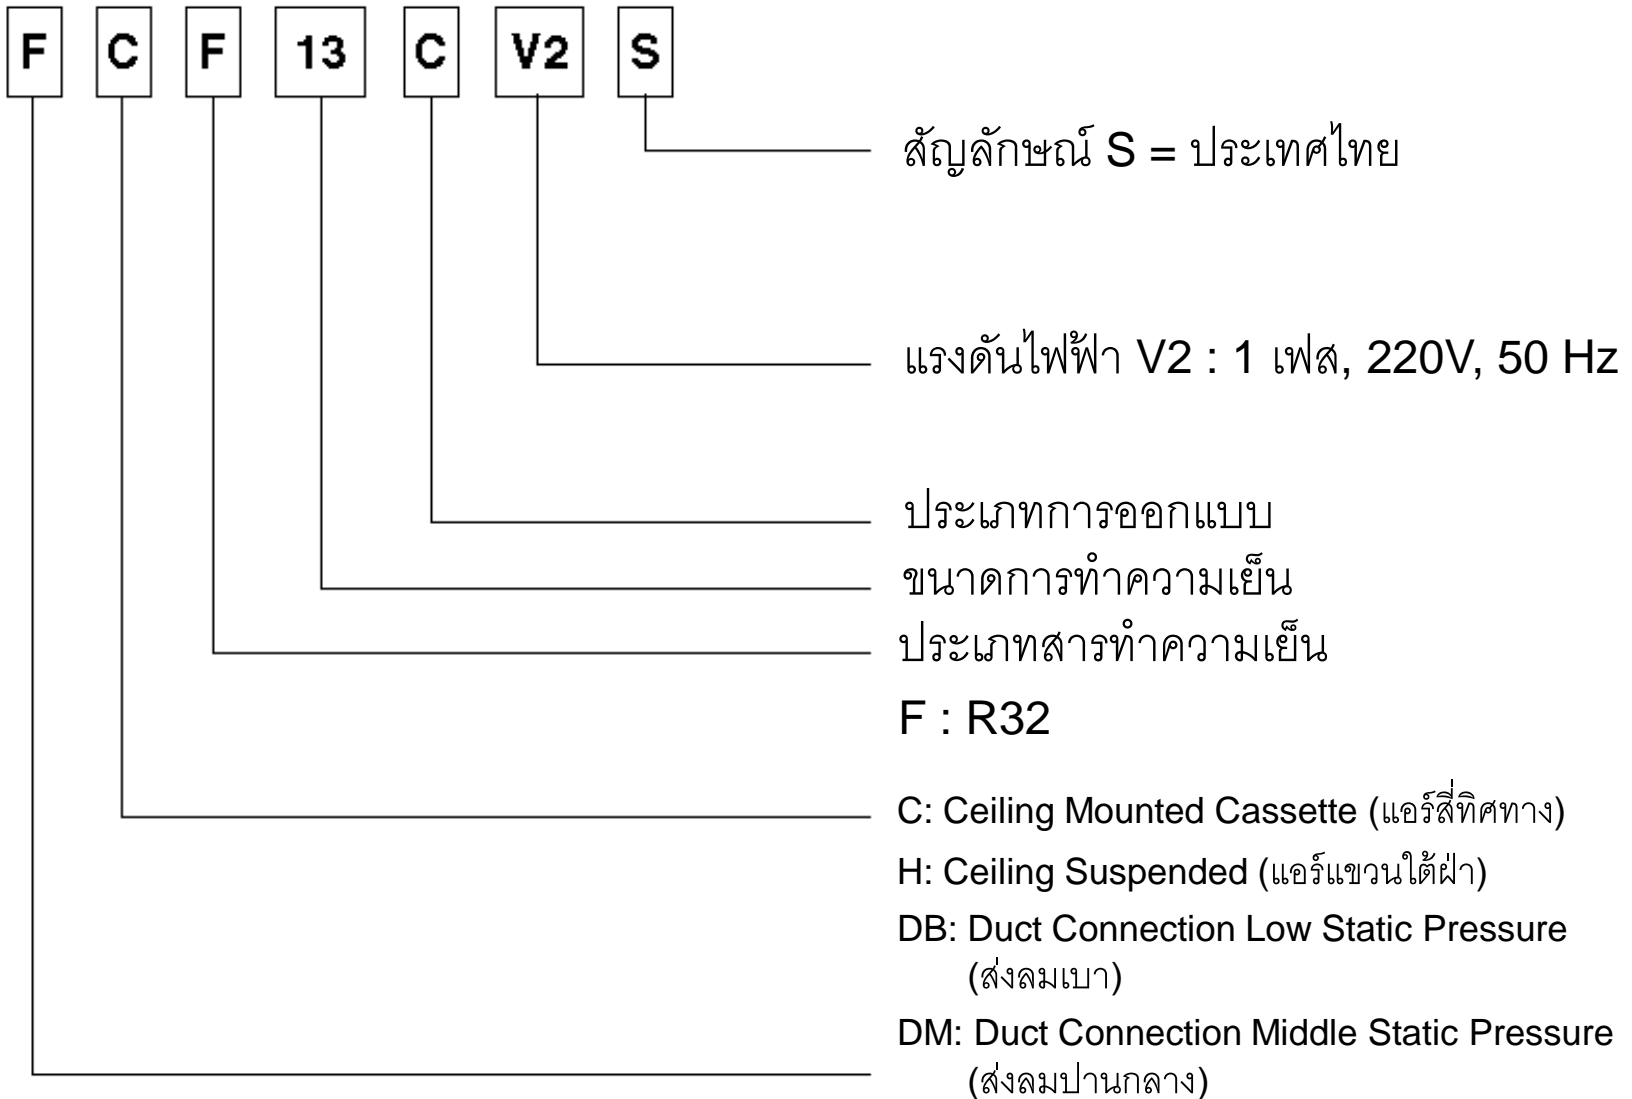 F C F 13 C V2 S
สัญลักษณ์ S = ประเทศไทย
แรงดันไฟฟ้า V2 : 1 เฟส, 220V, 50 Hz
ประเภทการออกแบบ
ขนาดการทำความเย็น
ประเภทสารทำความเย็น
F : R32
C: Ceiling Mounted Cassette (แอร์สี่ทิศทาง)
H: Ceiling Suspended (แอร์แขวนใต้ฝ่า)
DB: Duct Connection Low Static Pressure
(ส่งลมเบา)
DM: Duct Connection Middle Static Pressure
(ส่งลมปานกลาง)